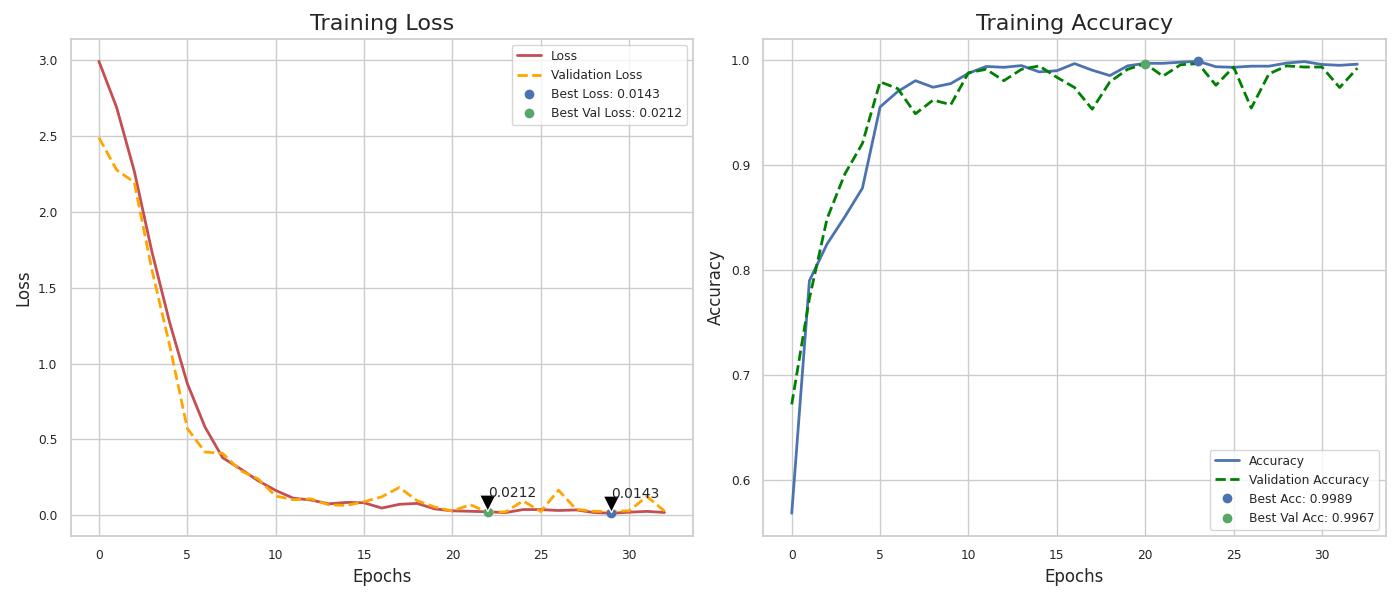 Training Loss
3.0
2.5
2.0
1.5
1.0
0.5
0.0
Loss
Loss
Validation Loss
Best Loss: 0.0143
Best Val Loss: 0.0212
0.0212
0.0143
0 5 10 15 20 25 30
Epochs
Training Accuracy
1.0
0.9
0.8
0.7
0.6
Accuracy
Accuracy
Validation Accuracy
Best Acc: 0.9989
Best Val Acc: 0.9967
0 5 10 15 20 25 30
Epochs